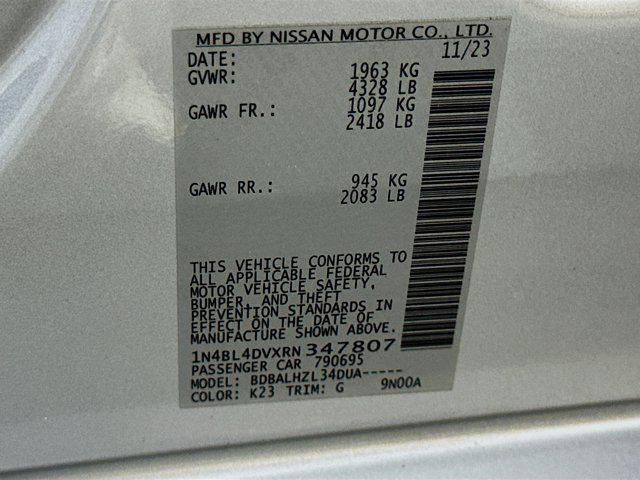 MFD BY NISSAN MOTOR CO., LTD.
DATE: 11/23
GVWR: 1963 KG
4328 LB
GAWR FR.: 1097 KG
2418 LB
GAWR RR.: 945 KG
2083 LB
THIS VEHICLE CONFORMS TO
ALL APPLICABLE FEDERAL
MOTOR VEHICLE SAFETY,
BUMPER, AND THEFT
PREVENTION STANDARDS IN
EFFECT ON THE DATE OF
MANUFACTURE SHOWN ABOVE.
1N4BL4DVXRN347807
PASSENGER CAR 790695
MODEL: BDBALHZL34DUA-----
COLOR: K23 TRIM: G 9N00A